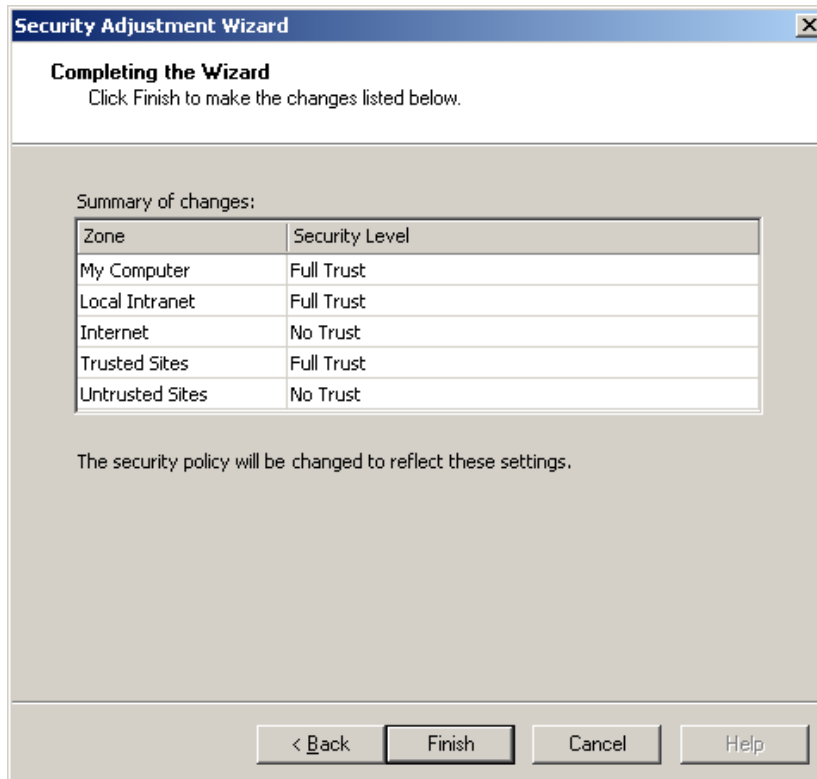 Security Adjustment Wizard
Completing the Wizard
Click Finish to make the changes listed below.
Summary of changes:
Zone Security Level
My Computer Full Trust
Local Intranet Full Trust
Internet No Trust
Trusted Sites Full Trust
Untrusted Sites No Trust
The security policy will be changed to reflect these settings.
< Back Finish Cancel Help